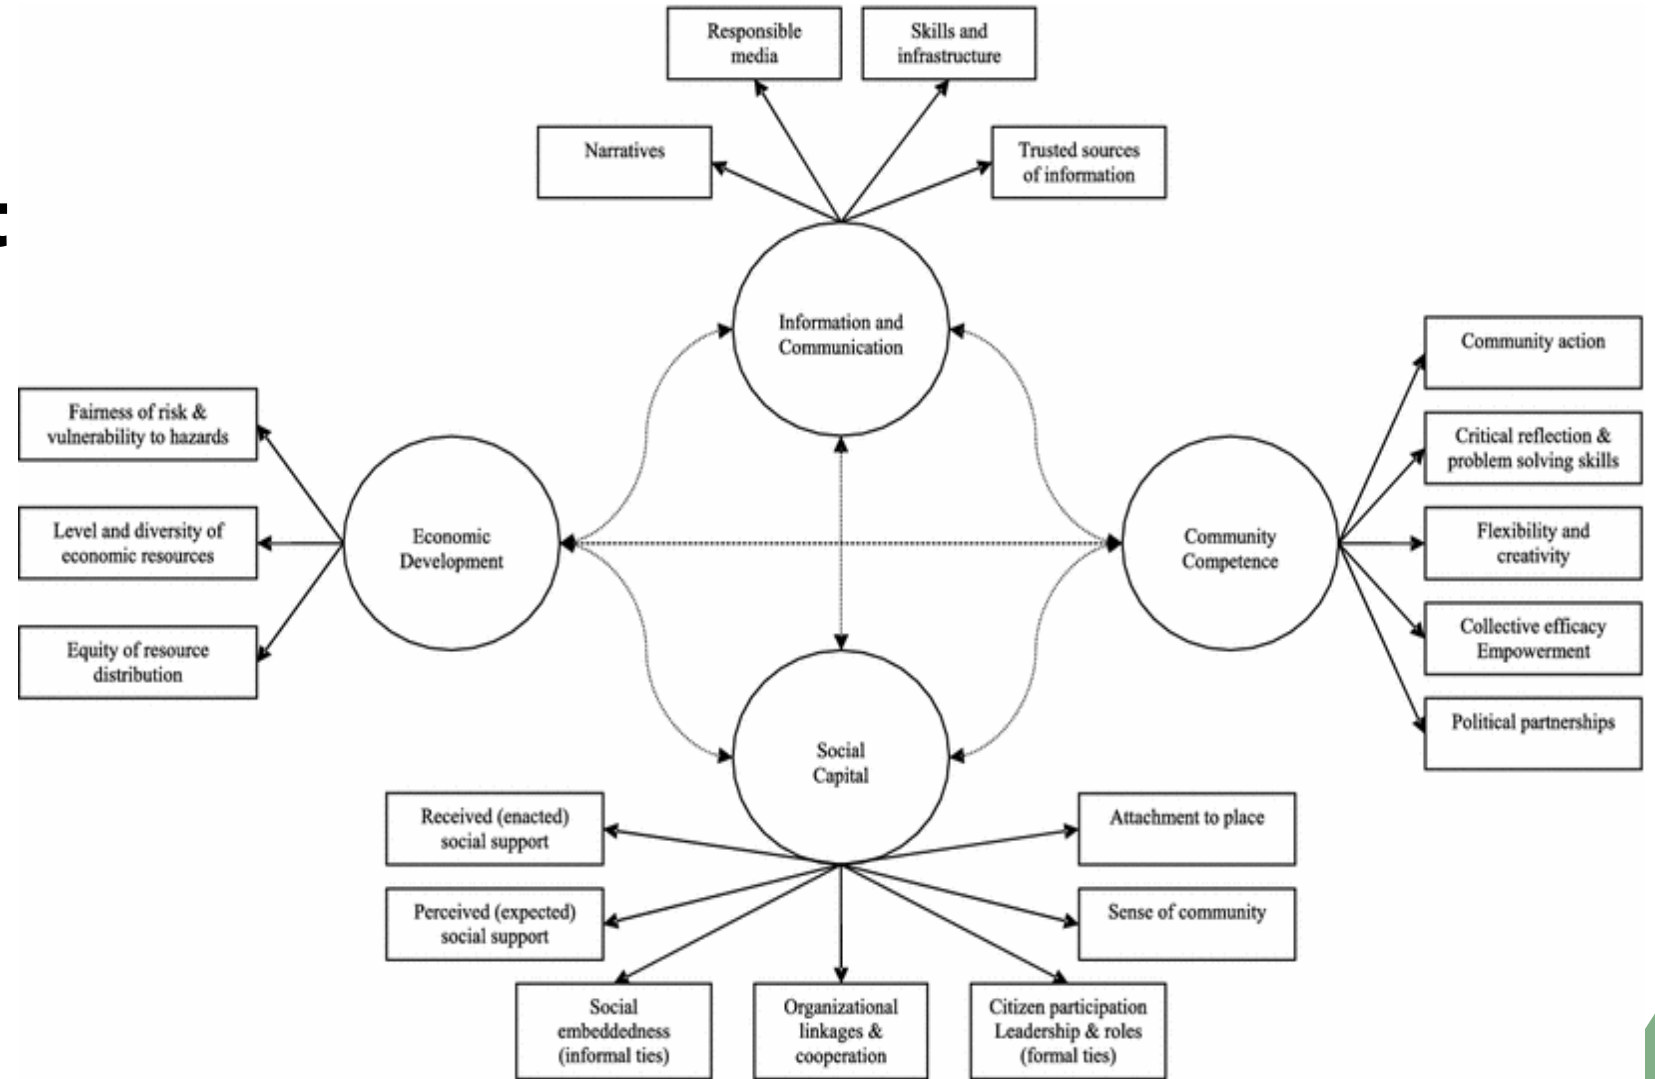 Responsible
media
Skills and
infrastructure
Narratives
Trusted sources
of information
t
Information and
Communication
Community action
Fairness of risk &
vulnerability to hazards
Critical reflection &
problem solving skills
Level and diversity of
economic resources
Economic
Development
Community
Competence
Flexibility and
creativity
Equity of resource
distribution
Collective efficacy
Empowerment
Political partnerships
Social
Capital
Received (enacted)
social support
Attachment to place
Perceived (expected)
social support
Sense of community
Social
embeddedness
(informal ties)
Organizational
linkages &
cooperation
Citizen participation
Leadership & roles
(formal ties)